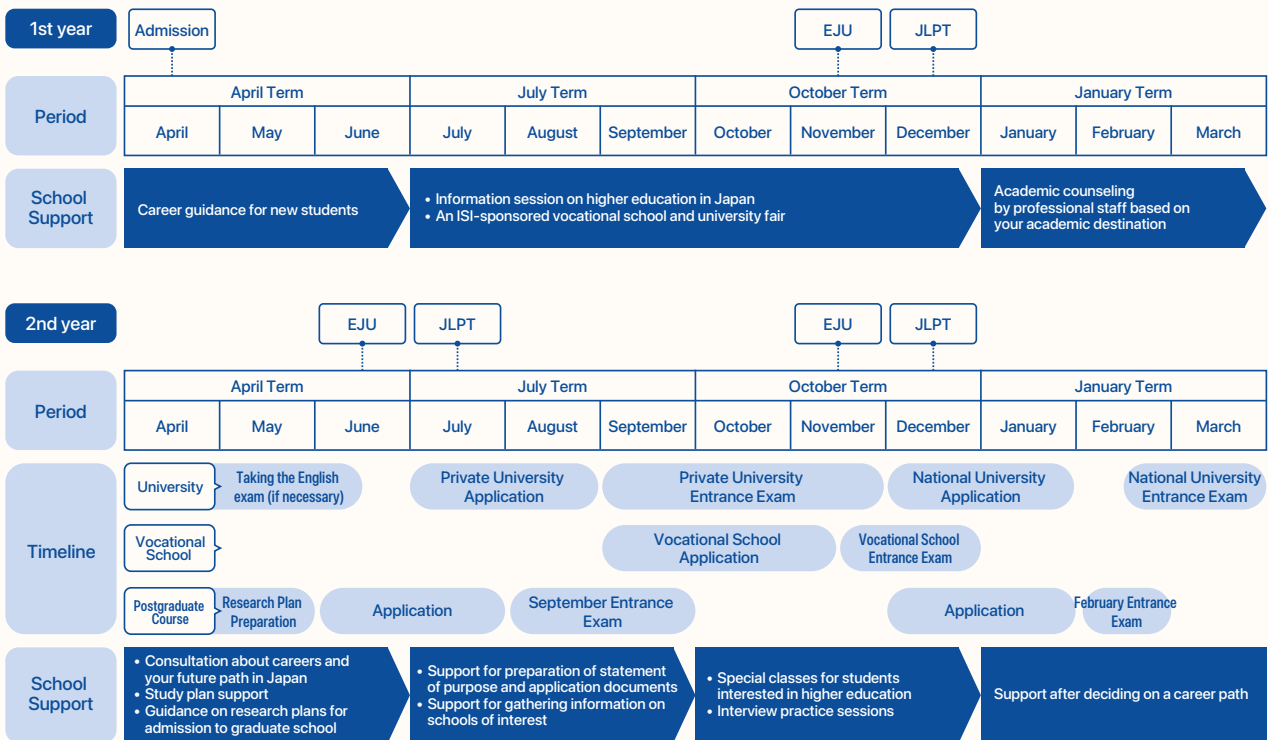 1st year
Admission
EJU
JLPT
Period
April Term
July Term
October Term
January Term
April
May
June
July
August
September
October
November
December
January
February
March
School
Support
Career guidance for new students
• Information session on higher education in Japan
• An ISI-sponsored vocational school and university fair
Academic counseling
by professional staff based on
your academic destination
2nd year
EJU
JLPT
EJU
JLPT
Period
April Term
July Term
October Term
January Term
April
May
June
July
August
September
October
November
December
January
February
March
Timeline
University
Taking the English
exam (if necessary)
Private University
Application
Private University
Entrance Exam
National University
Application
National University
Entrance Exam
Vocational
School
Vocational School
Application
Vocational School
Entrance Exam
Postgraduate
Course
Research Plan
Preparation
Application
September Entrance
Exam
Application
February Entrance
Exam
School
Support
• Consultation about careers and
your future path in Japan
• Study plan support
• Guidance on research plans for
admission to graduate school
• Support for preparation of statement
of purpose and application documents
• Support for gathering information on
schools of interest
• Special classes for students
interested in higher education
• Interview practice sessions
Support after deciding on a career path